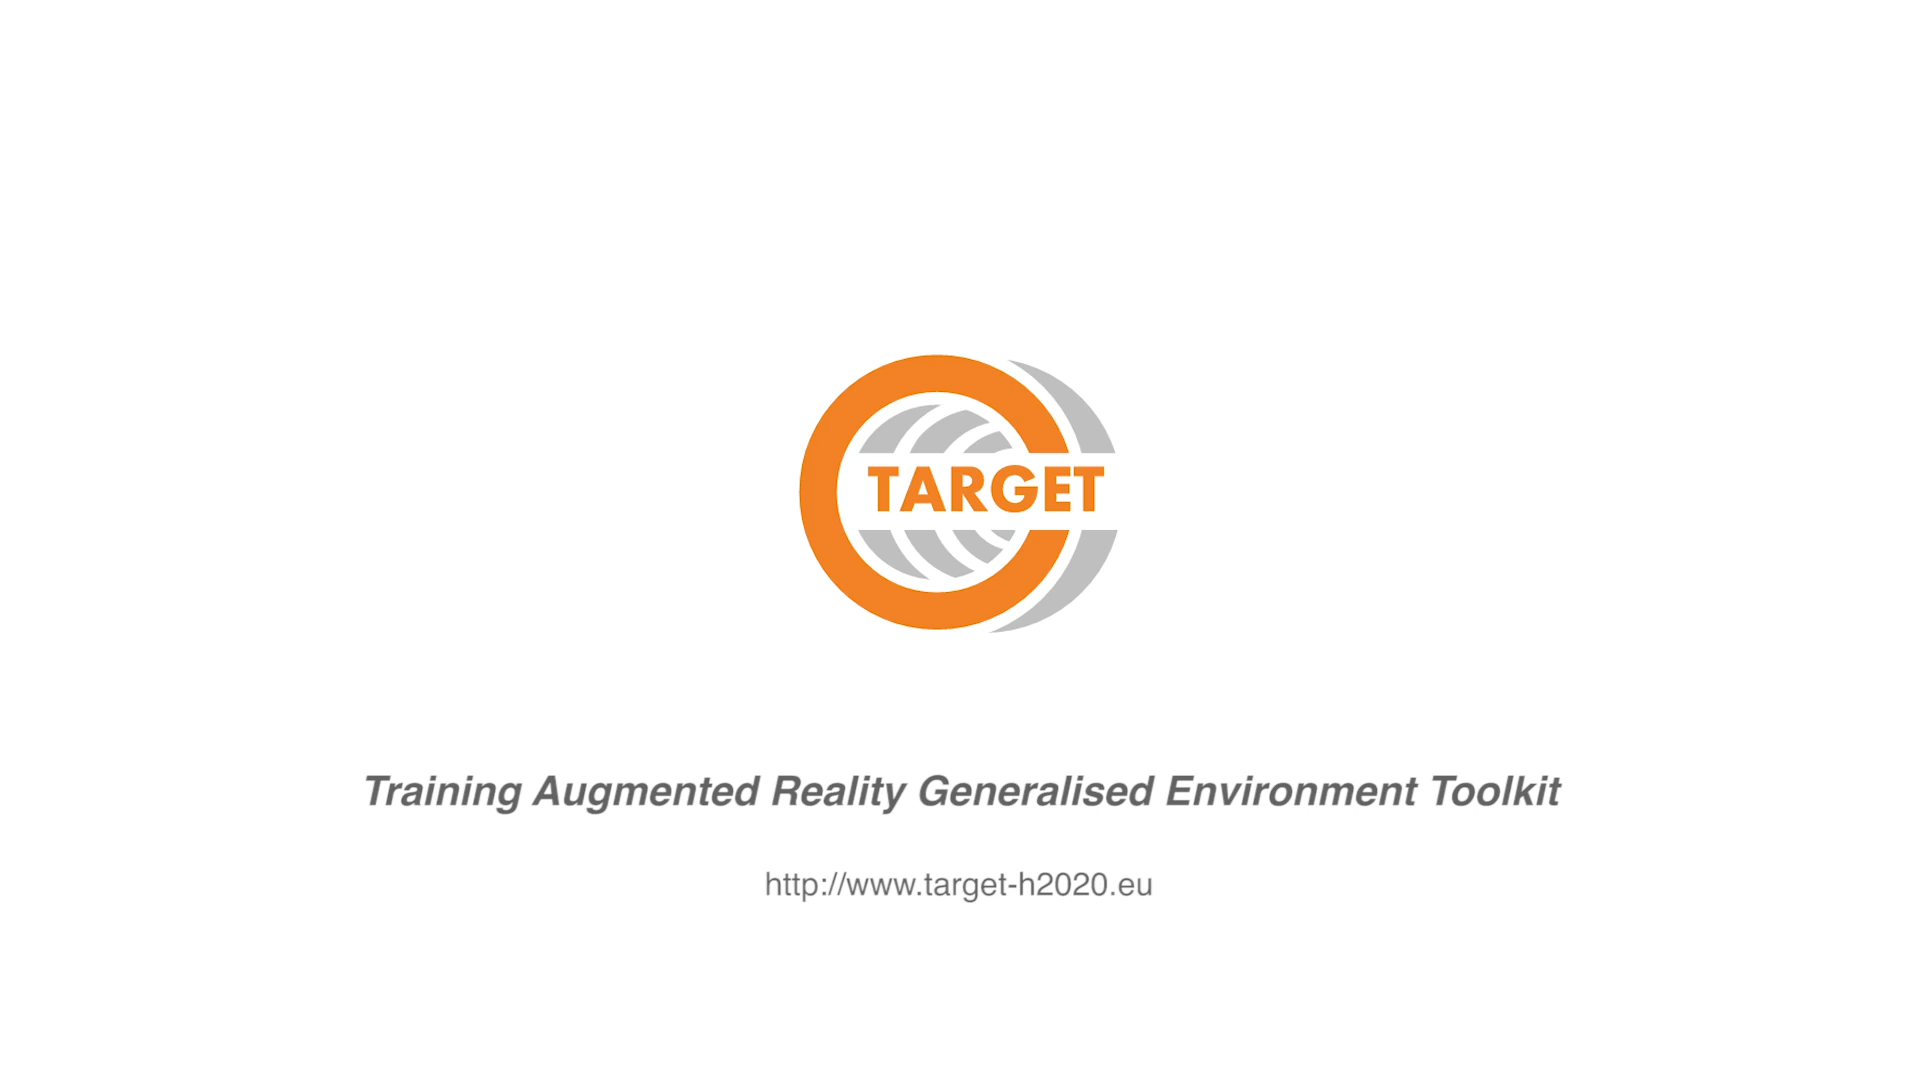 TARGET
Training Augmented Reality Generalised Environment Toolkit
http://www.target-h2020.eu